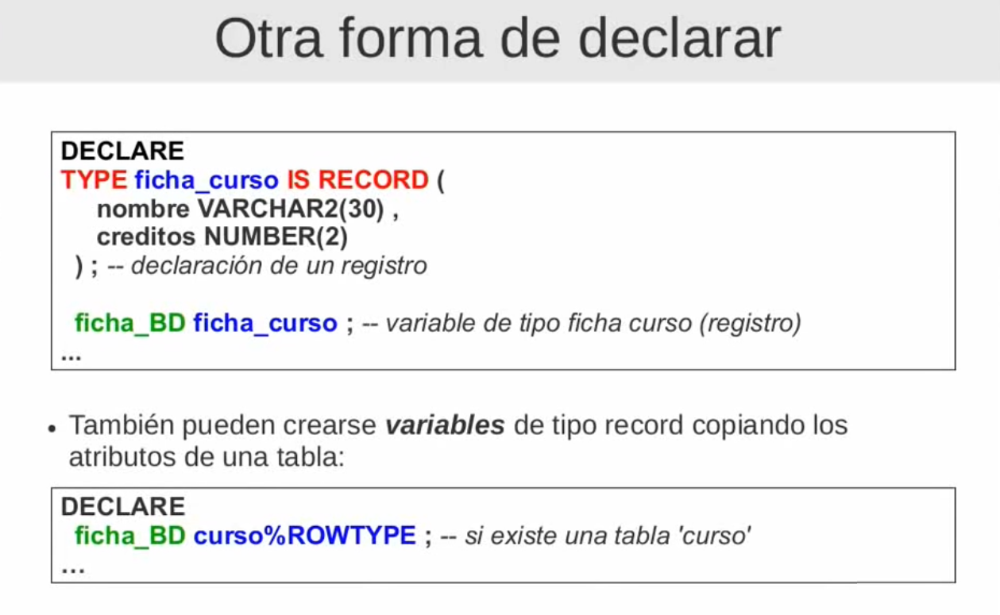 Otra forma de declarar
DECLARE
TYPE ficha_curso IS RECORD (
nombre VARCHAR2(30) ,
creditos NUMBER(2)
) ; -- declaración de un registro
ficha_BD ficha_curso ; -- variable de tipo ficha curso (registro)
...
• También pueden crearse variables de tipo record copiando los
atributos de una tabla:
DECLARE
ficha_BD curso%ROWTYPE ; -- si existe una tabla 'curso'
...